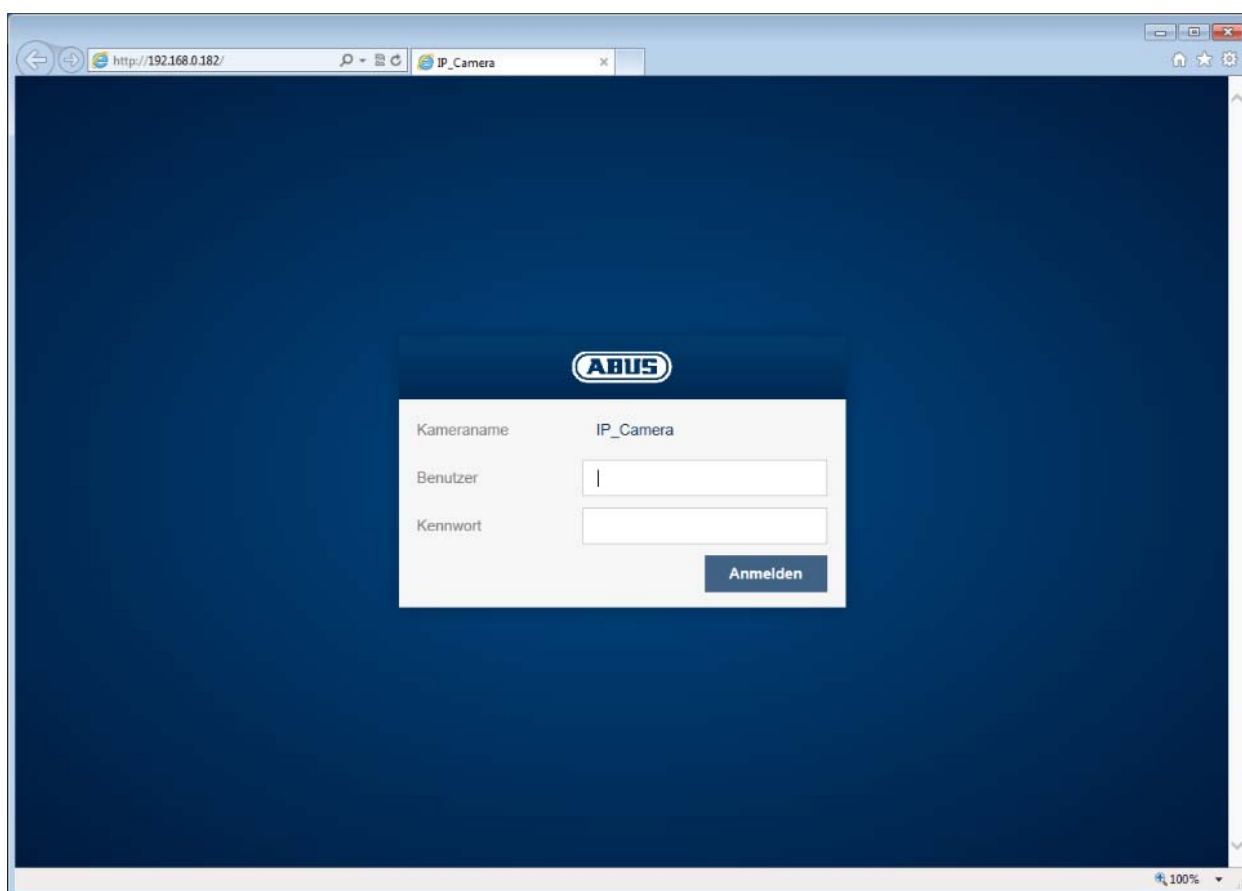 http://192.168.0.182/
IP_Camera
ABUS
Kameraname IP_Camera
Benutzer
Kennwort
Anmelden
100%